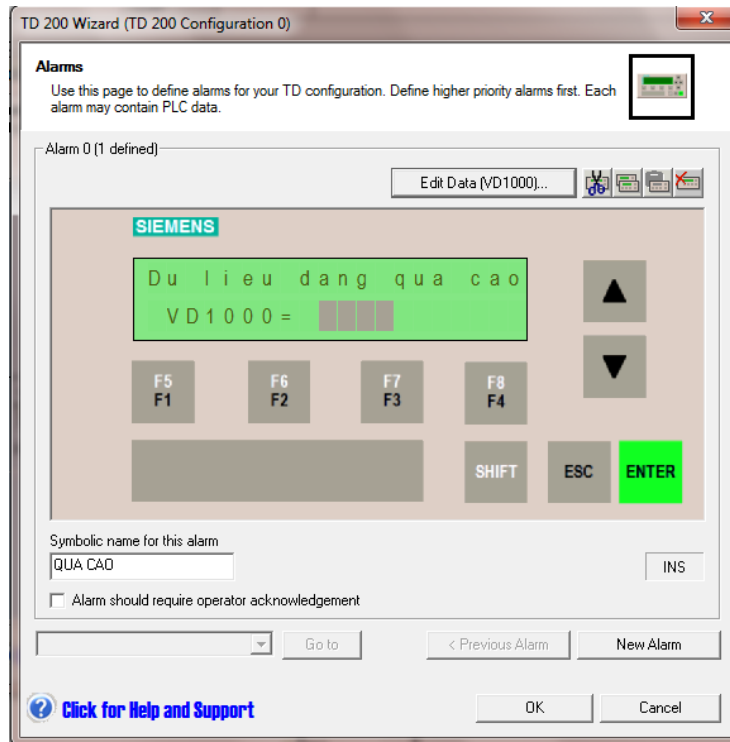 TD 200 Wizard (TD 200 Configuration 0)
Alarms
Use this page to define alarms for your TD configuration. Define higher priority alarms first. Each
alarm may contain PLC data.
Alarm 0 (1 defined)
Edit Data (VD1000)...
SIEMENS
Du lieu dang qua cao
VD1000=
F5 F6 F7 F8
F1 F2 F3 F4
SHIFT ESC ENTER
Symbolic name for this alarm
QUA CAO
INS
Alarm should require operator acknowledgement
Go to < Previous Alarm New Alarm
Click for Help and Support OK Cancel